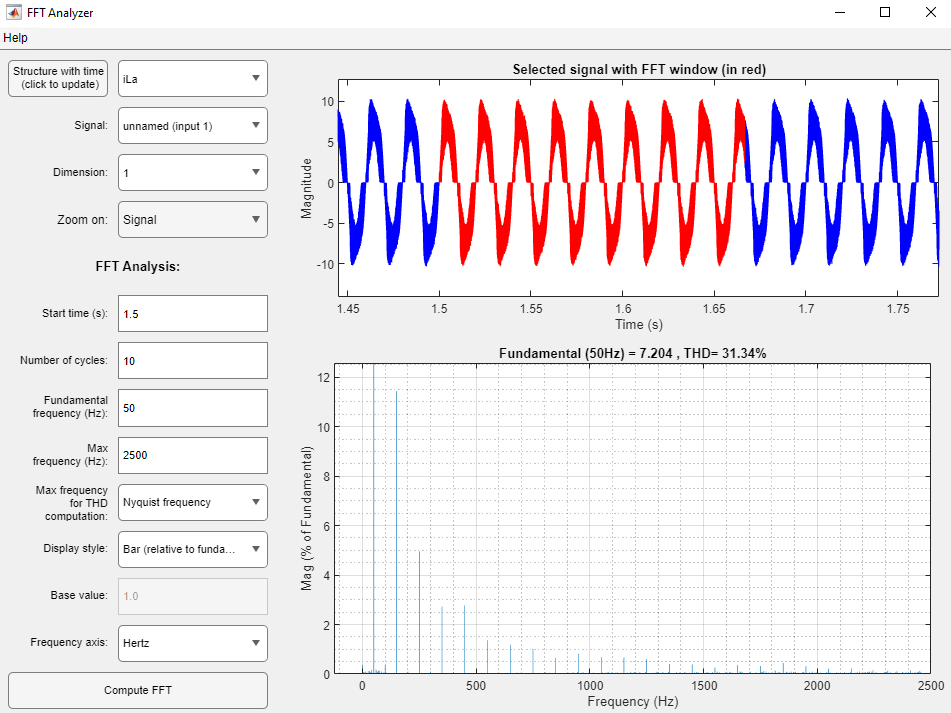 FFT Analyzer
Help
Structure with time
(click to update)
iLa
Signal:
unnamed (input 1)
Dimension:
1
Zoom on:
Signal
FFT Analysis:
Start time (s):
1.5
Number of cycles:
10
Fundamental
frequency (Hz):
50
Max
frequency (Hz):
2500
Max frequency
for THD
computation:
Nyquist frequency
Display style:
Bar (relative to funda...
Base value:
1.0
Frequency axis:
Hertz
Compute FFT
Selected signal with FFT window (in red)
Magnitude
10
5
0
-5
-10
1.45 1.5 1.55 1.6 1.65 1.7 1.75
Time (s)
Fundamental (50Hz) = 7.204 , THD= 31.34%
Mag (% of Fundamental)
12
10
8
6
4
2
0
0 500 1000 1500 2000 2500
Frequency (Hz)